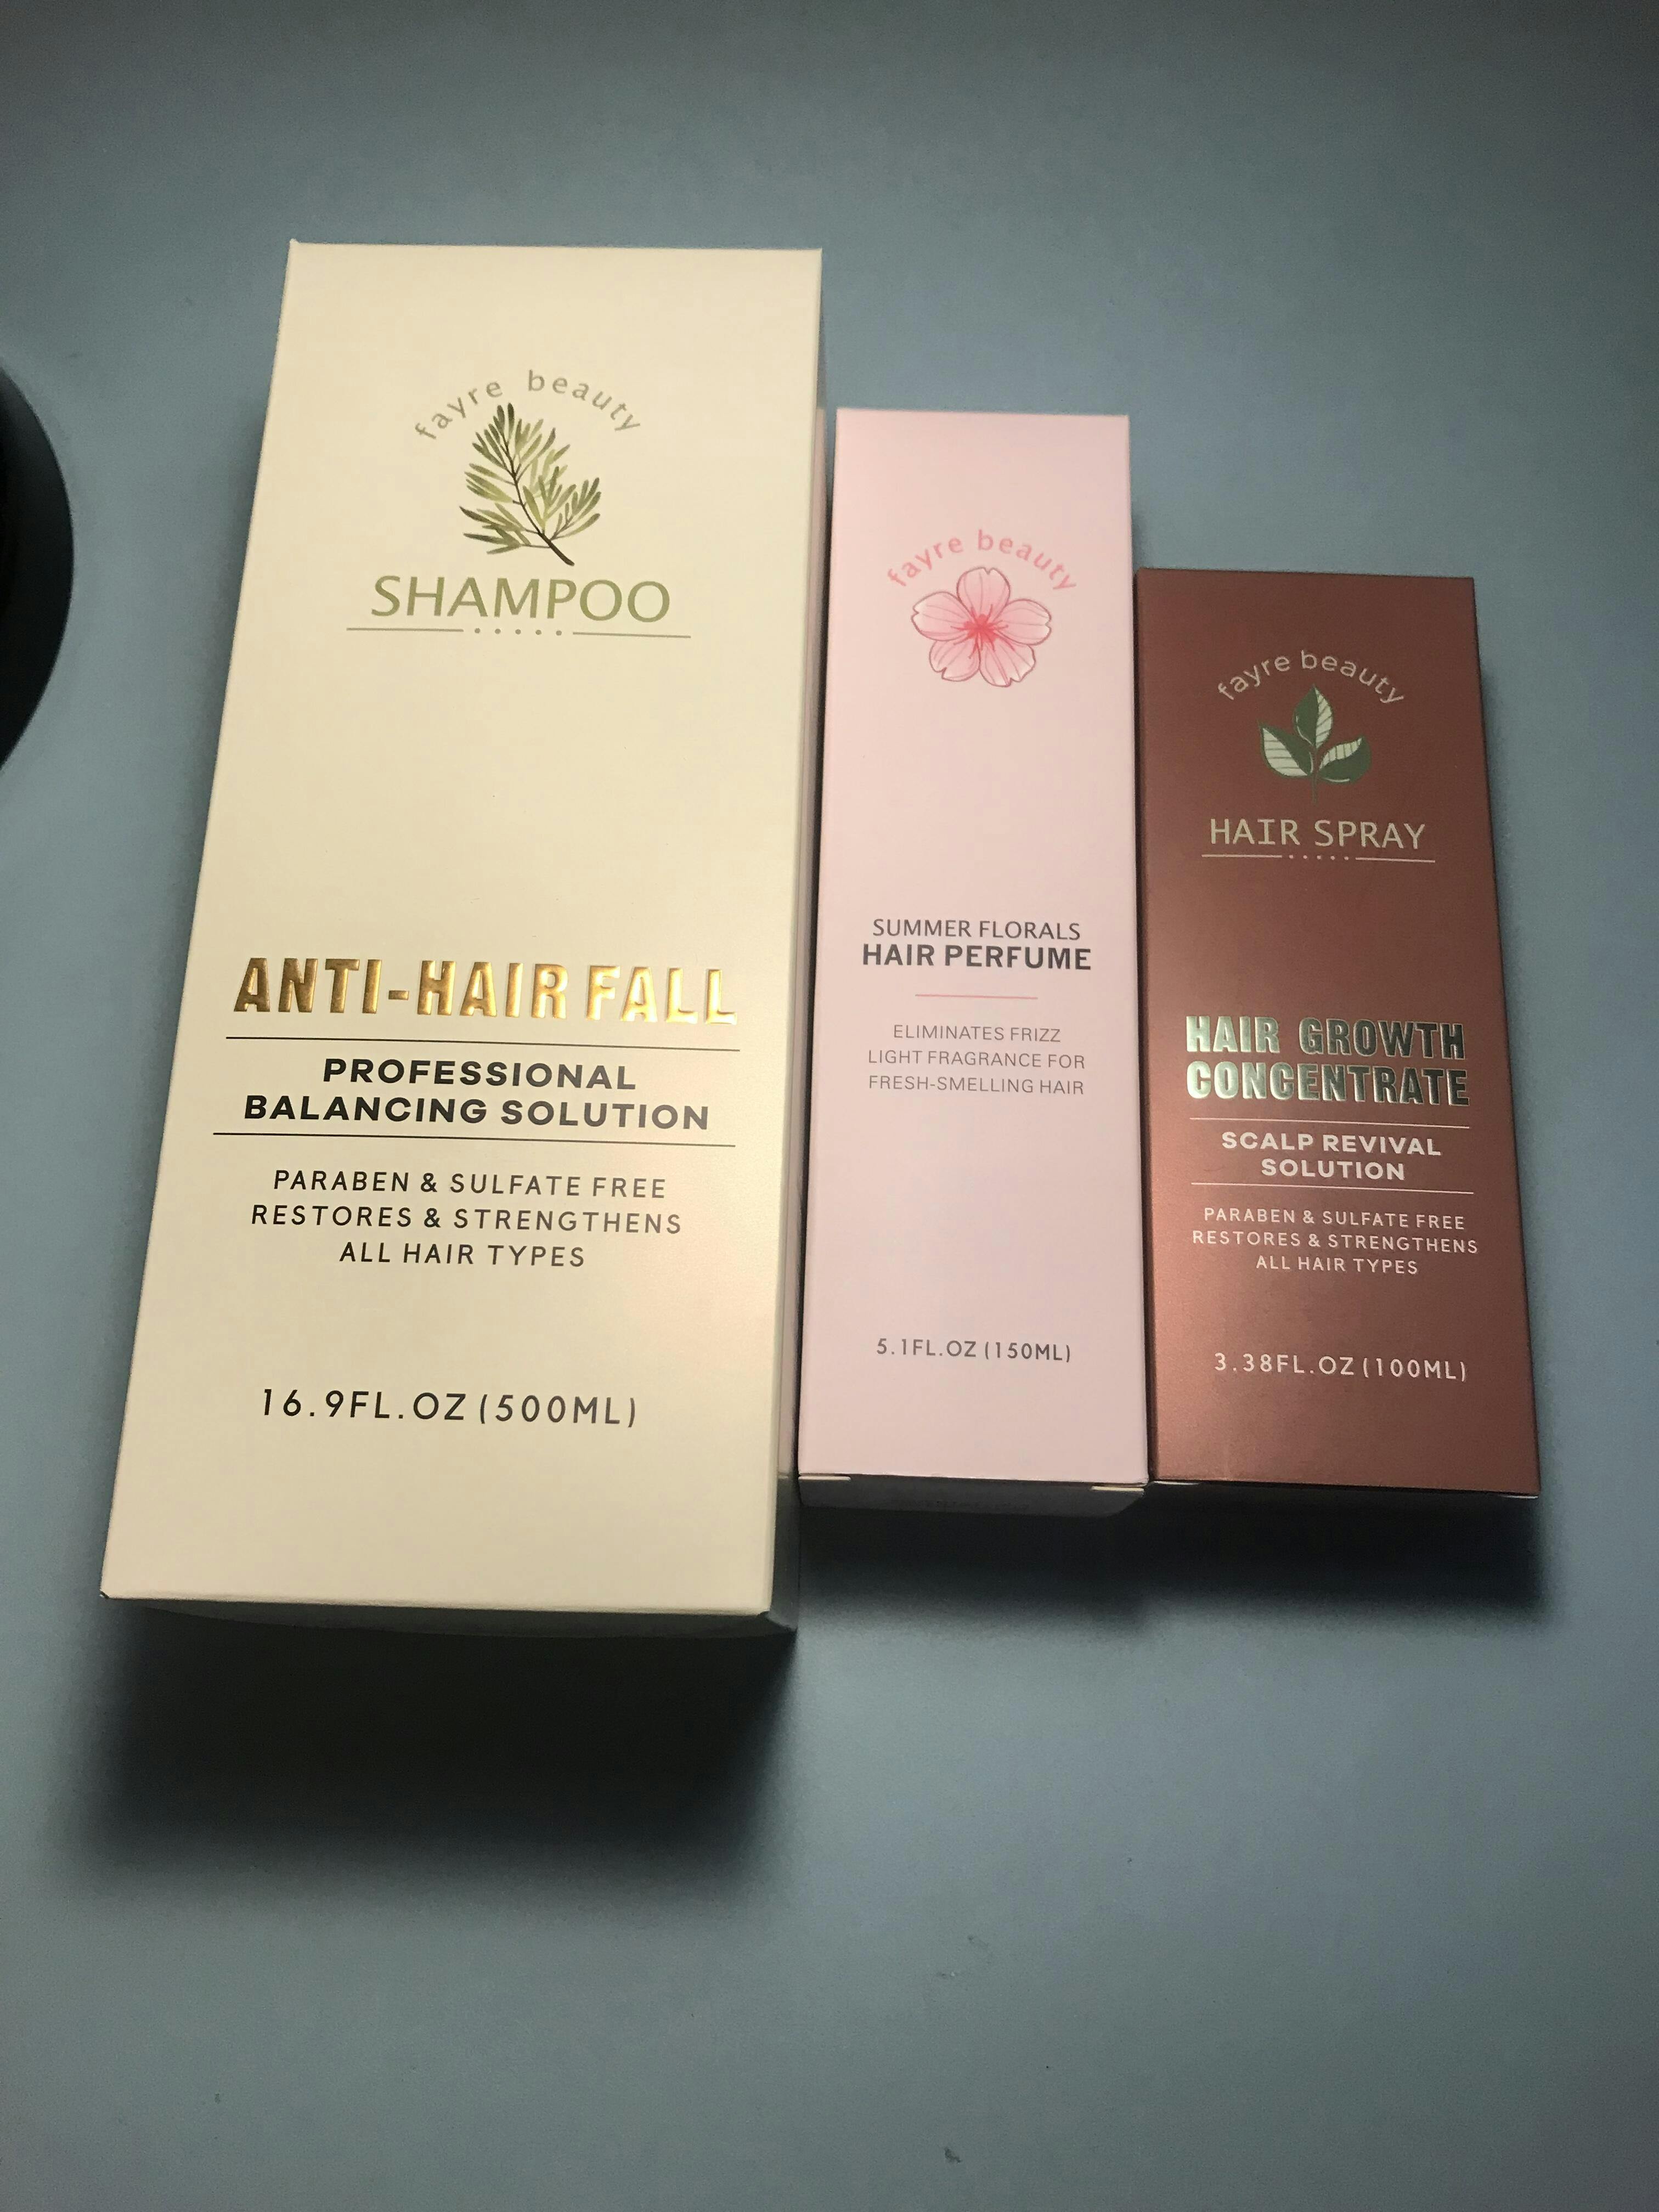 fayre beauty
SHAMPOO
ANTI-HAIR FALL
PROFESSIONAL
BALANCING SOLUTION
PARABEN & SULFATE FREE
RESTORES & STRENGTHENS
ALL HAIR TYPES
16.9FL.OZ (500ML)
fayre beauty
SUMMER FLORALS
HAIR PERFUME
ELIMINATES FRIZZ
LIGHT FRAGRANCE FOR
FRESH-SMELLING HAIR
5.1FL.OZ (150ML)
fayre beauty
HAIR SPRAY
HAIR GROWTH
CONCENTRATE
SCALP REVIVAL
SOLUTION
PARABEN & SULFATE FREE
RESTORES & STRENGTHENS
ALL HAIR TYPES
3.38FL.OZ (100ML)